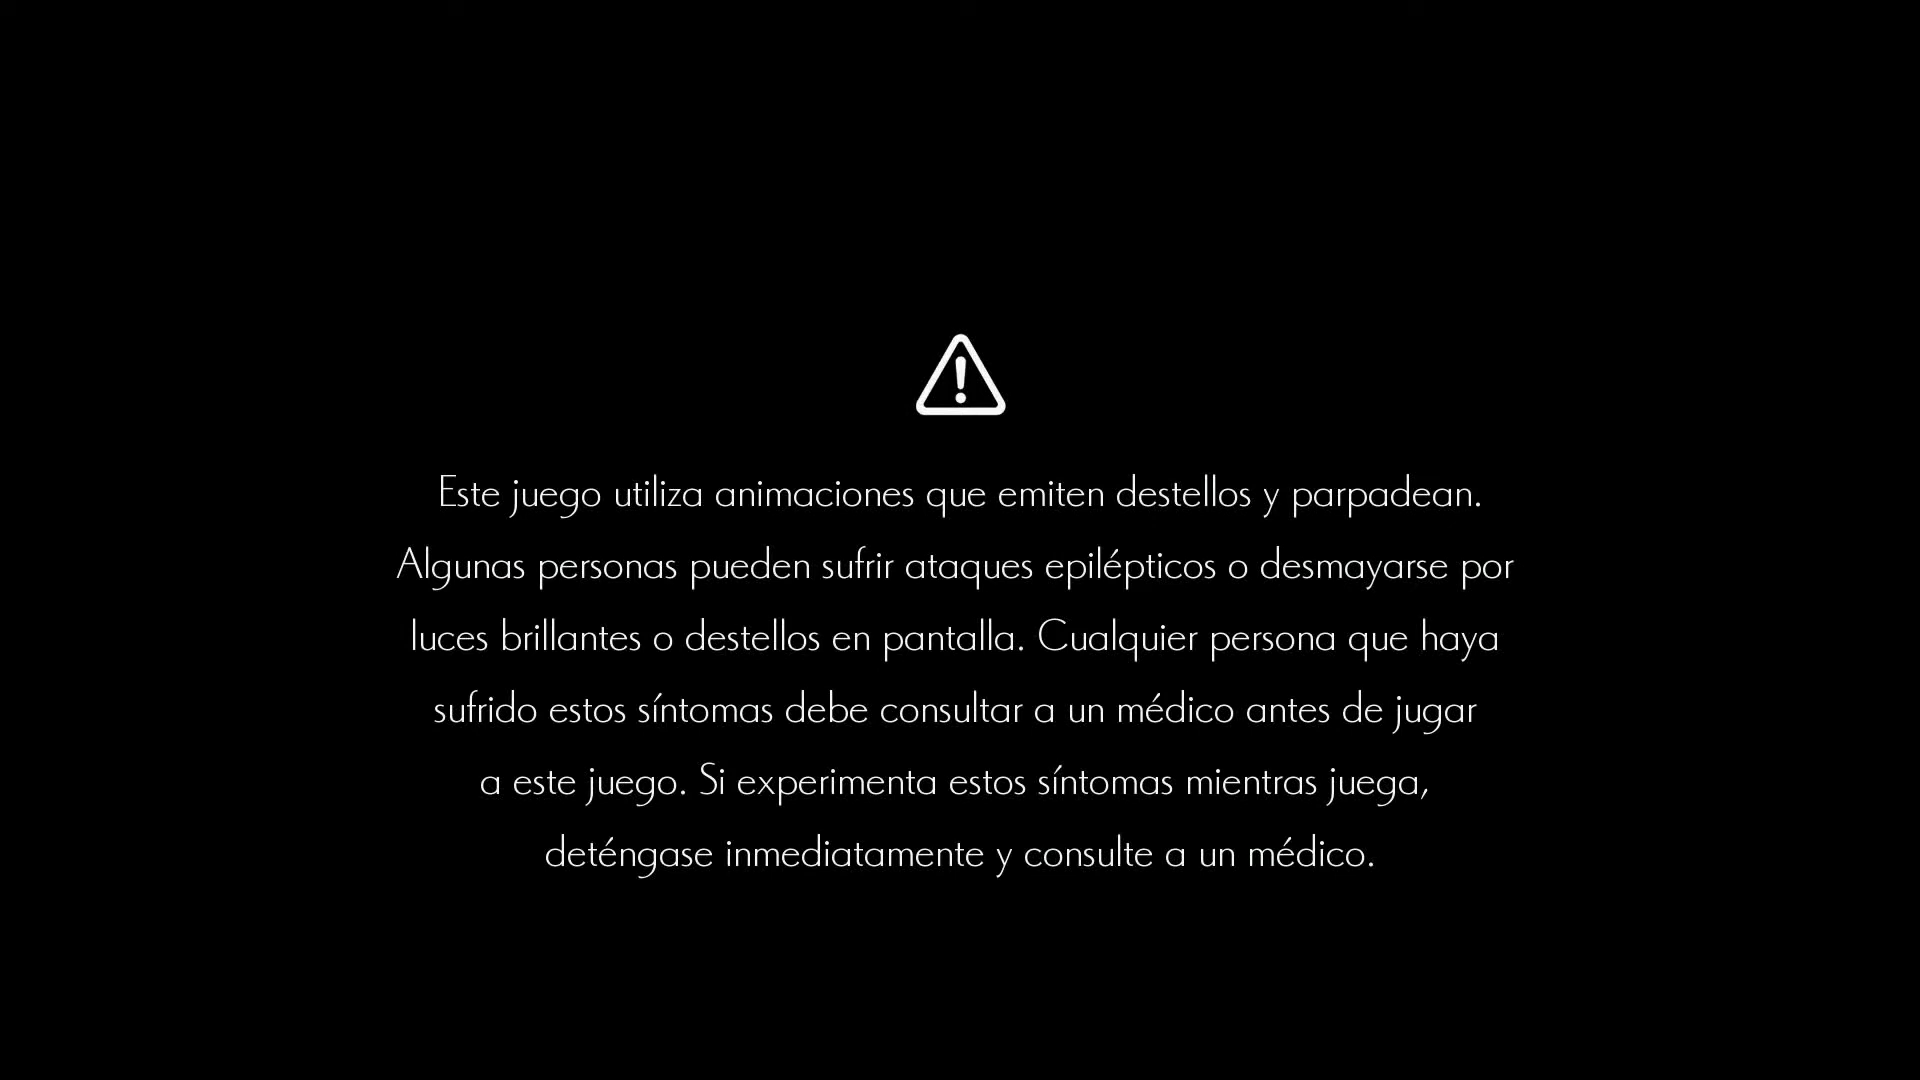 Este juego utiliza animaciones que emiten destellos y parpadean.
Algunas personas pueden sufrir ataques epilépticos o desmayarse por
luces brillantes o destellos en pantalla. Cualquier persona que haya
sufrido estos síntomas debe consultar a un médico antes de jugar
a este juego. Si experimenta estos síntomas mientras juega,
deténgase inmediatamente y consulte a un médico.